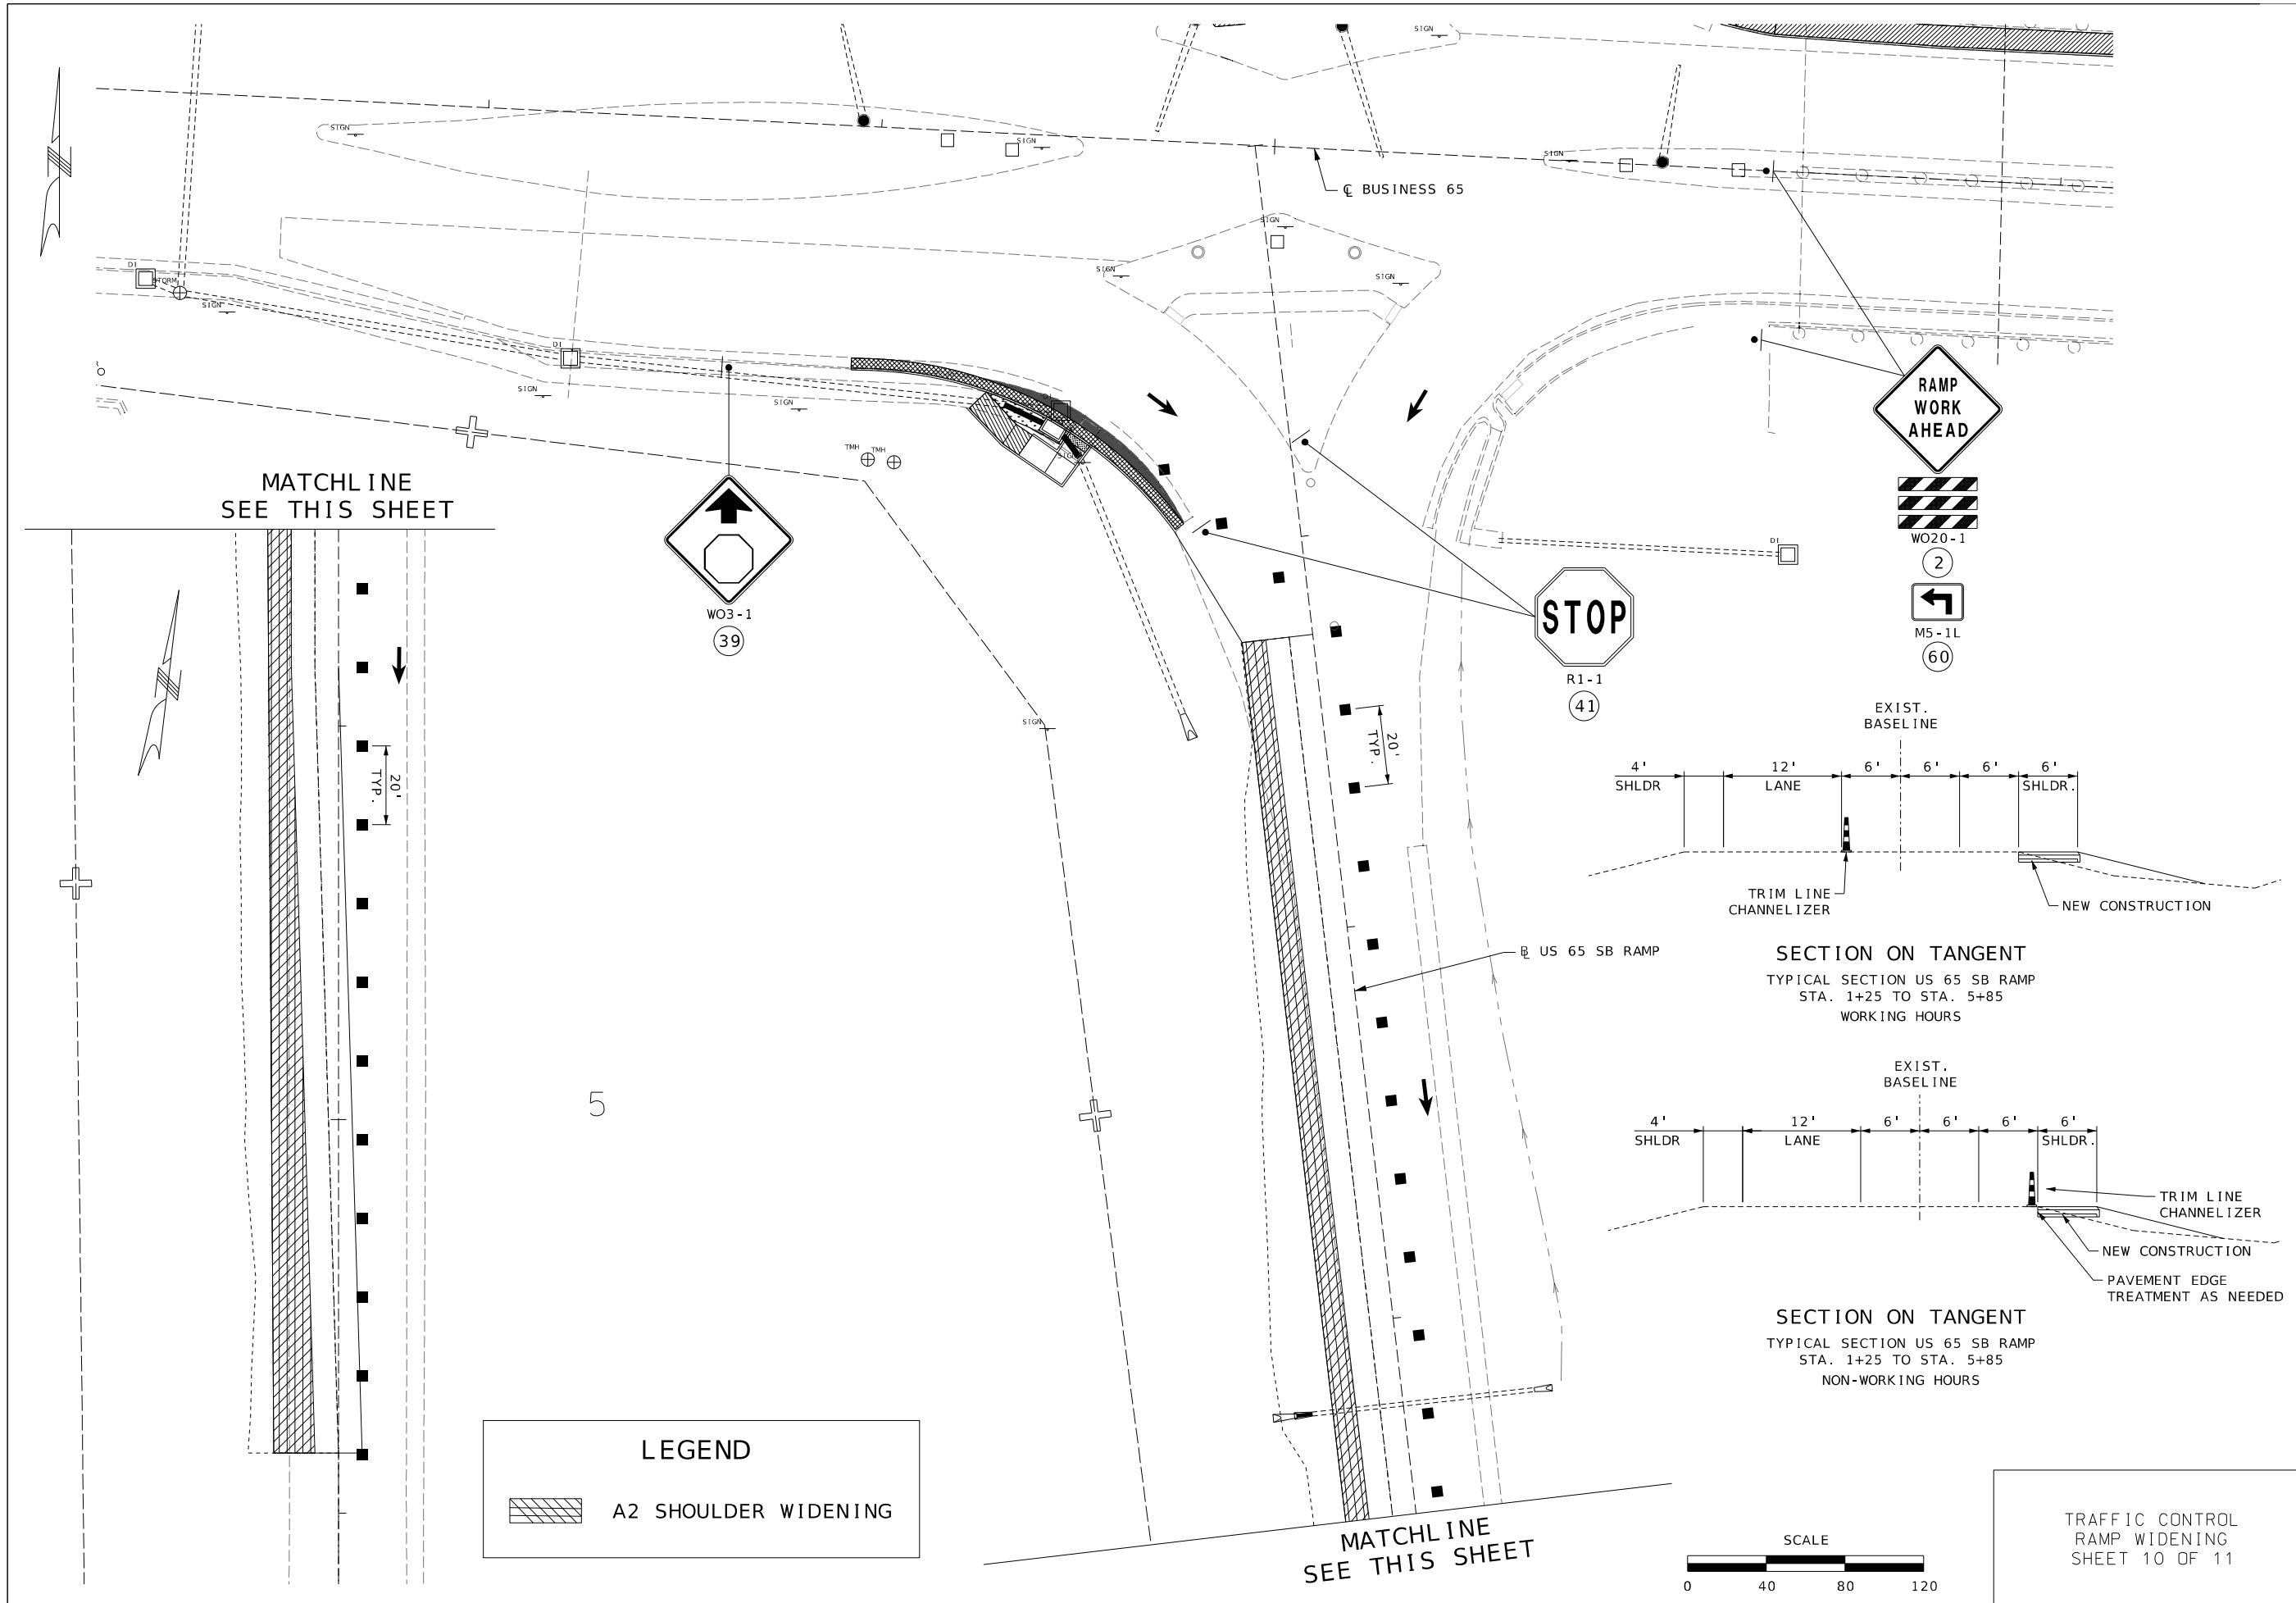 SIGN
SIGN
SIGN
SIGN
℄ BUSINESS 65
SIGN
SIGN
SIGN
SIGN
DI
STORM
SIGN
DI
SIGN
SIGN
DI
SIGN
TMH TMH
SIGN
DI
MATCHLINE
SEE THIS SHEET
WO3-1
39
STOP
R1-1
41
RAMP
WORK
AHEAD
WO20-1
2
M5-1L
60
20'
TYP.
20'
TYP.
5
B US 65 SB RAMP
EXIST.
BASELINE
4' 12' 6' 6' 6' 6'
SHLDR LANE SHLDR.
TRIM LINE
CHANNELIZER
NEW CONSTRUCTION
SECTION ON TANGENT
TYPICAL SECTION US 65 SB RAMP
STA. 1+25 TO STA. 5+85
WORKING HOURS
EXIST.
BASELINE
4' 12' 6' 6' 6' 6'
SHLDR LANE SHLDR.
TRIM LINE
CHANNELIZER
NEW CONSTRUCTION
PAVEMENT EDGE
TREATMENT AS NEEDED
SECTION ON TANGENT
TYPICAL SECTION US 65 SB RAMP
STA. 1+25 TO STA. 5+85
NON-WORKING HOURS
LEGEND
A2 SHOULDER WIDENING
MATCHLINE
SEE THIS SHEET
SCALE
0 40 80 120
TRAFFIC CONTROL
RAMP WIDENING
SHEET 10 OF 11